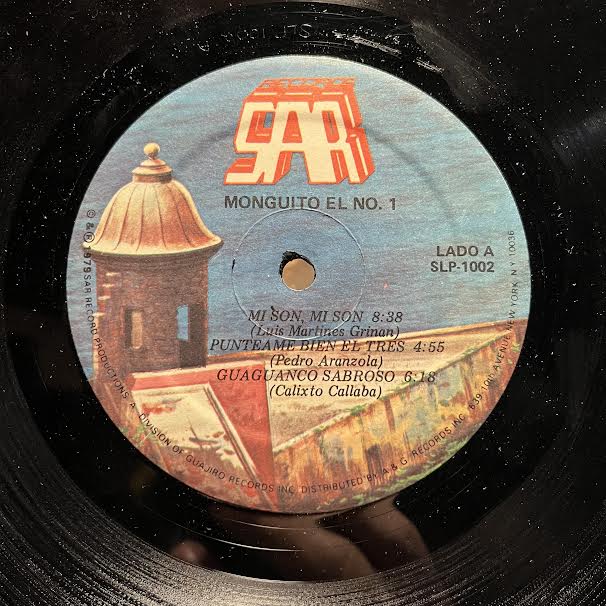 SAR
MONGUITO EL NO. 1
LADO A
SLP-1002
MI SON, MI SON 8:38
(Luis Martines Grinan)
PUNTEAME BIEN EL TRES 4:55
(Pedro Aranzola)
GUAGUANCO SABROSO 6:18
(Calixto Callaba)
© & ℗ 1979 SAR RECORD PRODUCTIONS A DIVISION OF GUAJIRO RECORDS INC. DISTRIBUTED BY A & G RECORDS INC. 639 10th AVENUE NEW YORK, N.Y. 10036